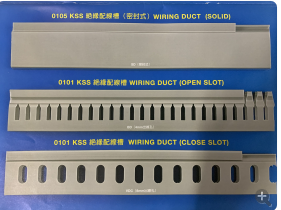 0105 KSS 絕緣配線槽（密封式）WIRING DUCT (SOLID)
0101 KSS 絕緣配線槽 WIRING DUCT (OPEN SLOT)
0101 KSS 絕緣配線槽 WIRING DUCT (CLOSE SLOT)